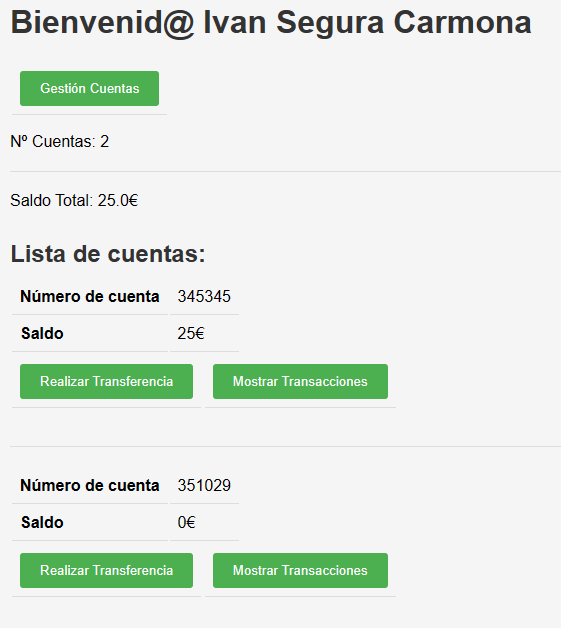 Bienvenid@ Ivan Segura Carmona
Gestión Cuentas
Nº Cuentas: 2
Saldo Total: 25.0€
Lista de cuentas:
Número de cuenta 345345
Saldo 25€
Realizar Transferencia Mostrar Transacciones
Número de cuenta 351029
Saldo 0€
Realizar Transferencia Mostrar Transacciones